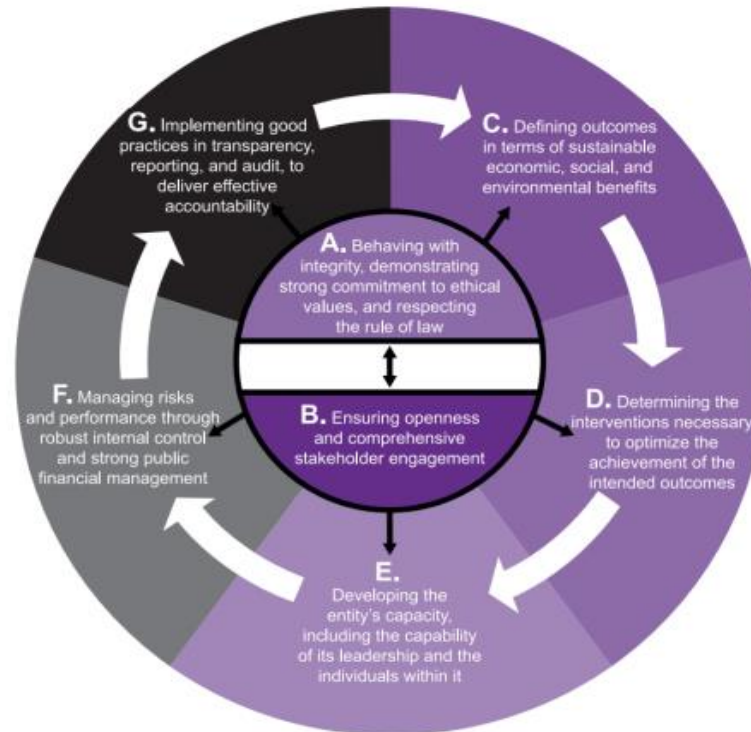 A. Behaving with
integrity, demonstrating
strong commitment to ethical
values, and respecting
the rule of law
B. Ensuring openness
and comprehensive
stakeholder engagement
C. Defining outcomes
in terms of sustainable
economic, social, and
environmental benefits
D. Determining the
interventions necessary
to optimize the
achievement of the
intended outcomes
E.
Developing the
entity's capacity,
including the capability
of its leadership and the
individuals within it
F. Managing risks
and performance through
robust internal control
and strong public
financial management
G. Implementing good
practices in transparency,
reporting, and audit, to
deliver effective
accountability